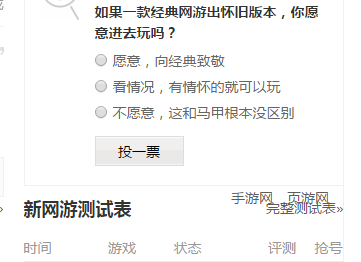 如果一款经典网游出怀旧版本，你愿
意进去玩吗？
愿意，向经典致敬
看情况，有情怀的就可以玩
不愿意，这和马甲根本没区别
投一票
手游网 页游网
新网游测试表 完整测试表»
时间 游戏 状态 评测 抢号